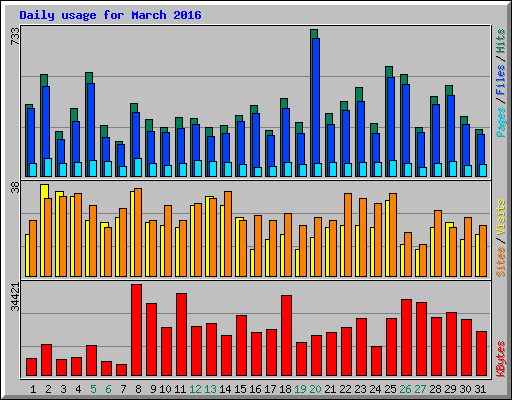 Daily usage for March 2016
733
38
34421
Pages / Files / Hits
Sites / Visits
KBytes
1 2 3 4 5 6 7 8 9 10 11 12 13 14 15 16 17 18 19 20 21 22 23 24 25 26 27 28 29 30 31